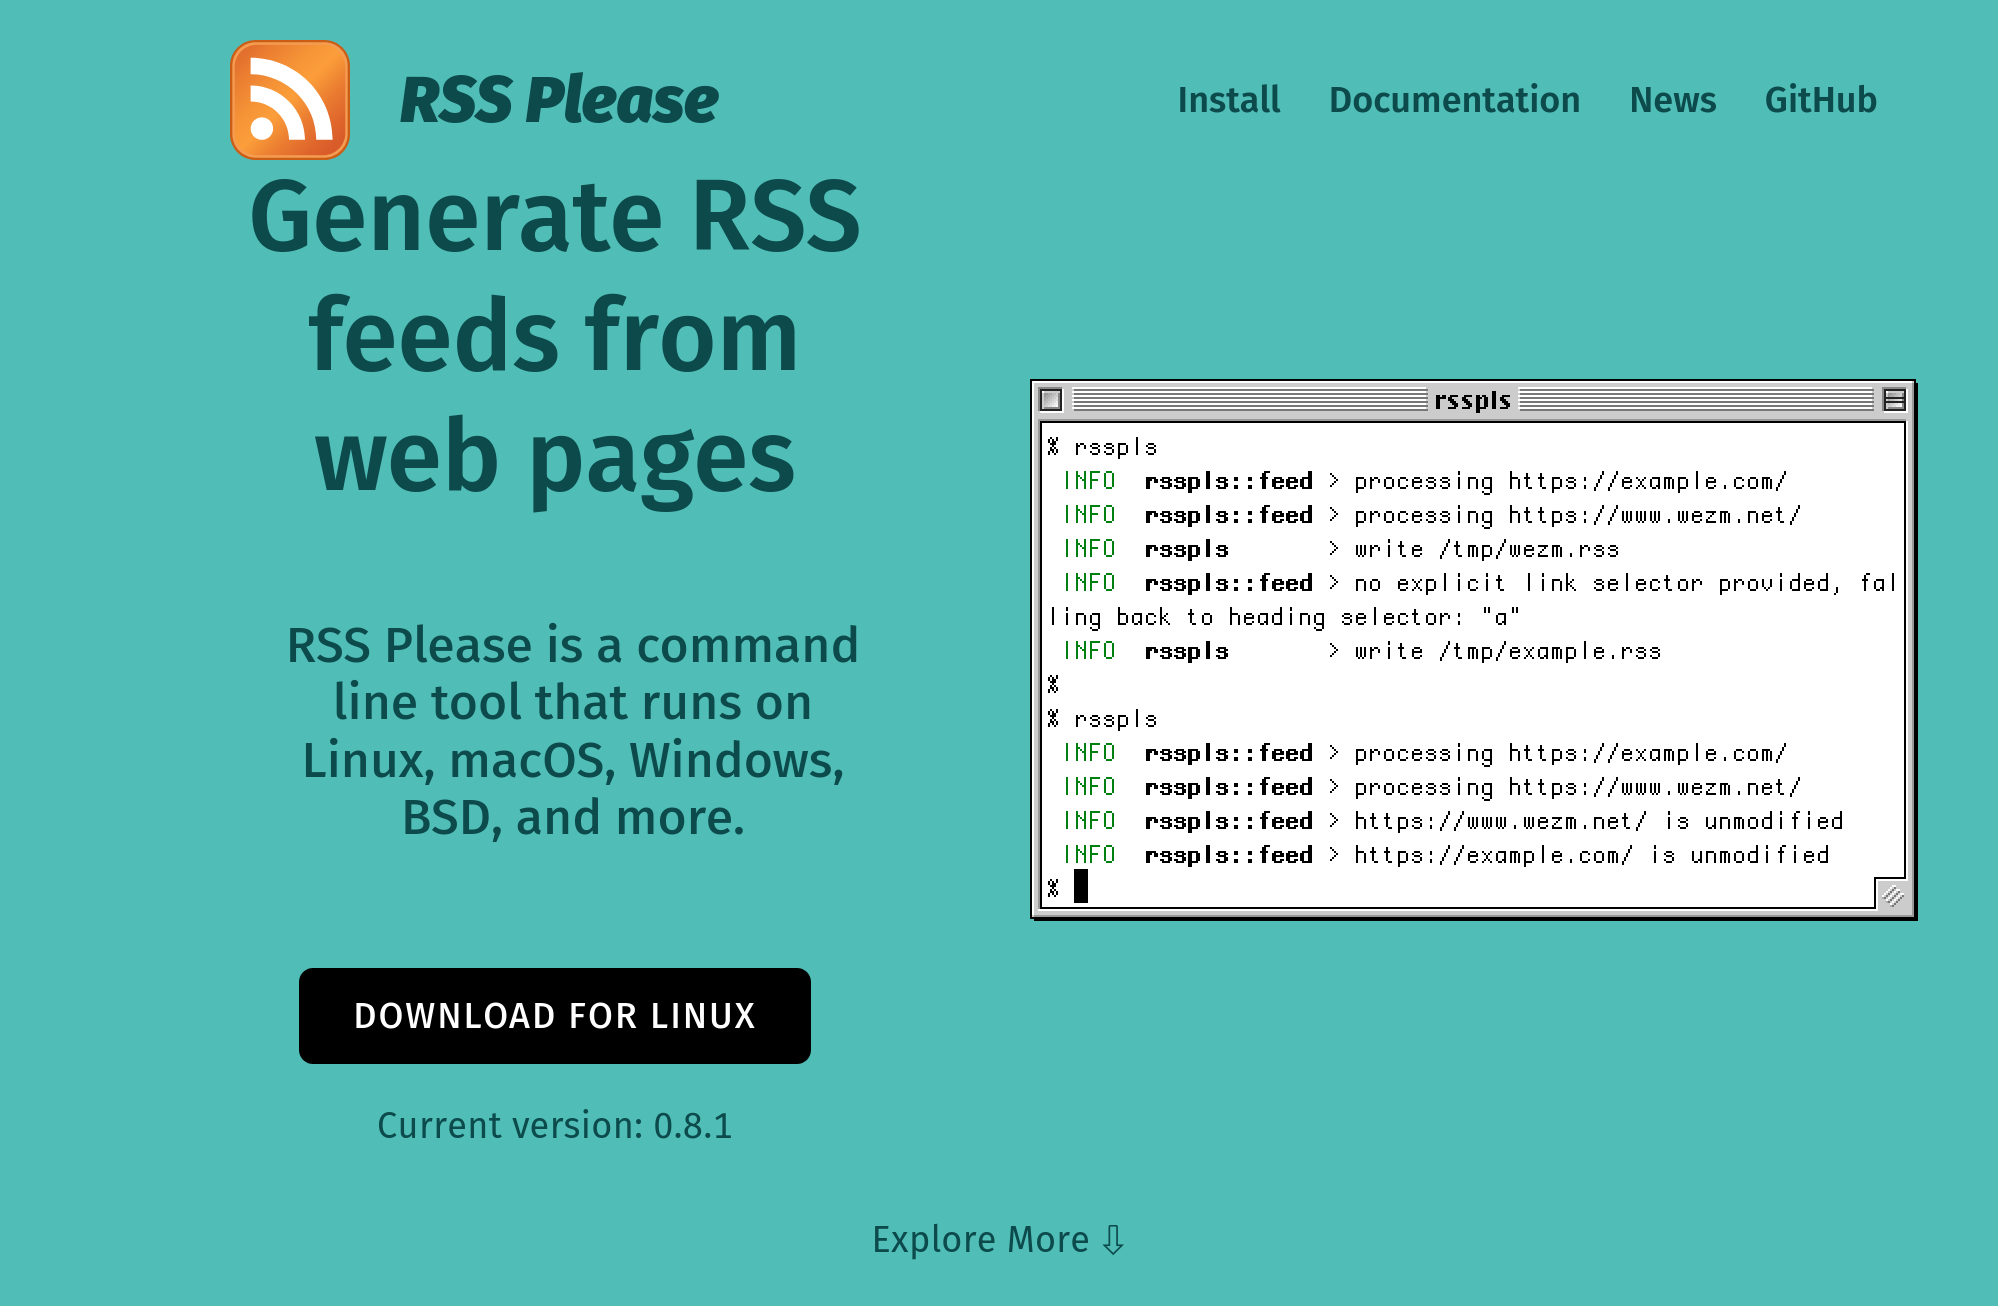 RSS Please
Install Documentation News GitHub
Generate RSS
feeds from
web pages
RSS Please is a command
line tool that runs on
Linux, macOS, Windows,
BSD, and more.
DOWNLOAD FOR LINUX
Current version: 0.8.1
rsspls
% rsspls
INFO  rsspls::feed > processing https://example.com/
INFO  rsspls::feed > processing https://www.wezm.net/
INFO  rsspls       > write /tmp/wezm.rss
INFO  rsspls::feed > no explicit link selector provided, fal
ling back to heading selector: "a"
INFO  rsspls       > write /tmp/example.rss
%
% rsspls
INFO  rsspls::feed > processing https://example.com/
INFO  rsspls::feed > processing https://www.wezm.net/
INFO  rsspls::feed > https://www.wezm.net/ is unmodified
INFO  rsspls::feed > https://example.com/ is unmodified
%
Explore More ⇩